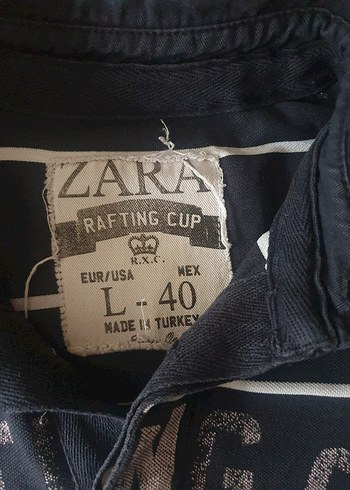 ZARA
RAFTING CUP
R.X.C.
EUR/USA MEX
L - 40
MADE IN TURKEY